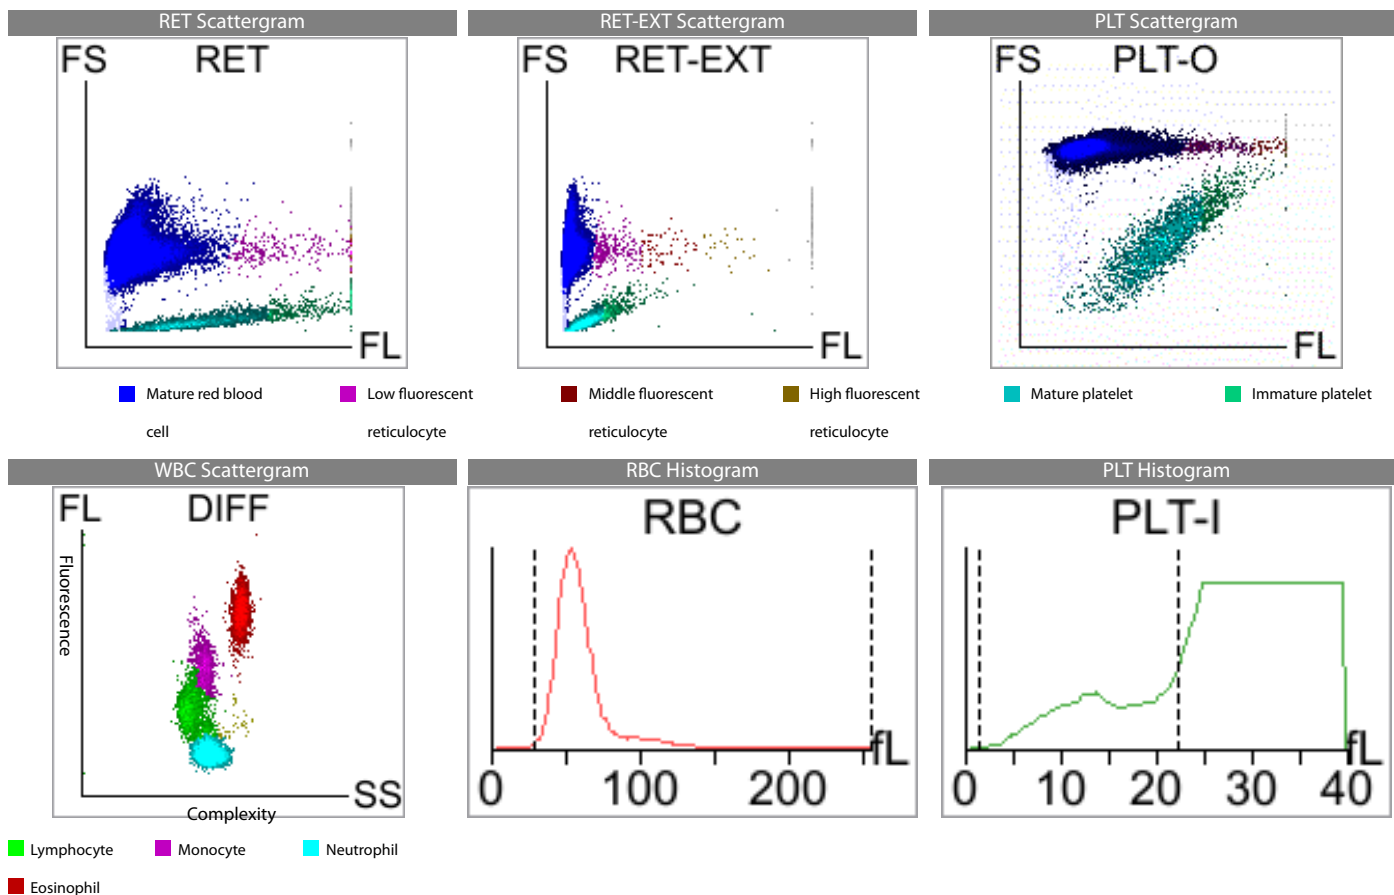 RET Scattergram
RET-EXT Scattergram
PLT Scattergram
FS RET
FL
FS RET-EXT
FL
FS PLT-O
FL
Mature red blood
cell
Low fluorescent
reticulocyte
Middle fluorescent
reticulocyte
High fluorescent
reticulocyte
Mature platelet
Immature platelet
WBC Scattergram
RBC Histogram
PLT Histogram
FL DIFF
Fluorescence
SS
Complexity
RBC
fL
0 100 200
PLT-I
fL
0 10 20 30 40
Lymphocyte
Monocyte
Neutrophil
Eosinophil